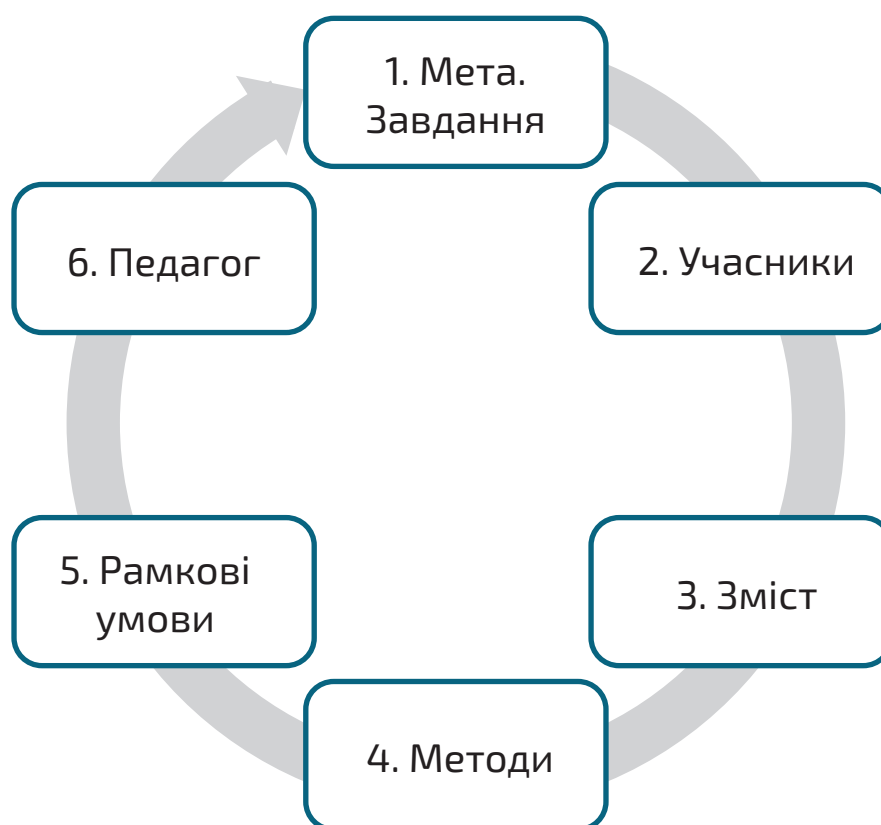 1. Мета.
Завдання
2. Учасники
3. Зміст
4. Методи
5. Рамкові
умови
6. Педагог